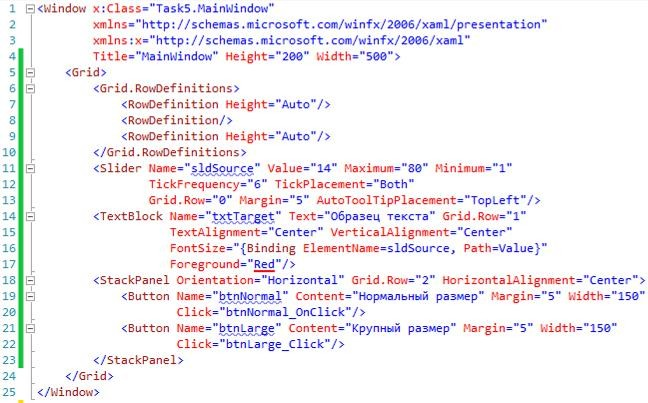 1 <Window x:Class="Task5.MainWindow"
2 xmlns="http://schemas.microsoft.com/winfx/2006/xaml/presentation"
3 xmlns:x="http://schemas.microsoft.com/winfx/2006/xaml"
4 Title="MainWindow" Height="200" Width="500">
5 <Grid>
6 <Grid.RowDefinitions>
7 <RowDefinition Height="Auto"/>
8 <RowDefinition/>
9 <RowDefinition Height="Auto"/>
10 </Grid.RowDefinitions>
11 <Slider Name="sldSource" Value="14" Maximum="80" Minimum="1"
12 TickFrequency="6" TickPlacement="Both"
13 Grid.Row="0" Margin="5" AutoToolTipPlacement="TopLeft"/>
14 <TextBlock Name="txtTarget" Text="Образец текста" Grid.Row="1"
15 TextAlignment="Center" VerticalAlignment="Center"
16 FontSize="{Binding ElementName=sldSource, Path=Value}"
17 Foreground="Red"/>
18 <StackPanel Orientation="Horizontal" Grid.Row="2" HorizontalAlignment="Center">
19 <Button Name="btnNormal" Content="Нормальный размер" Margin="5" Width="150"
20 Click="btnNormal_OnClick"/>
21 <Button Name="btnLarge" Content="Крупный размер" Margin="5" Width="150"
22 Click="btnLarge_Click"/>
23 </StackPanel>
24 </Grid>
25 </Window>